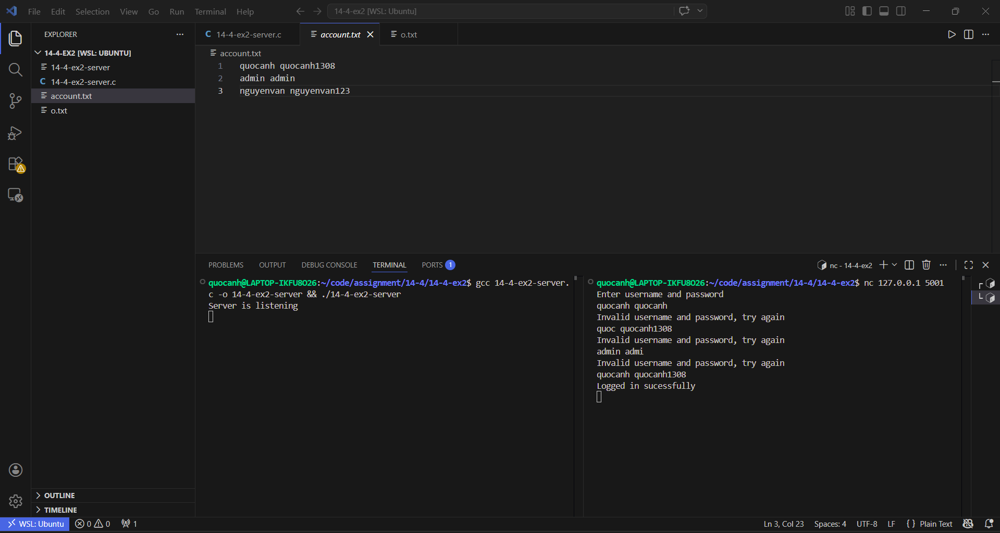 File Edit Selection View Go Run Terminal Help
14-4-ex2 [WSL: Ubuntu]
EXPLORER
14-4-EX2 [WSL: UBUNTU]
14-4-ex2-server
C 14-4-ex2-server.c
account.txt
o.txt
OUTLINE
TIMELINE
C 14-4-ex2-server.c
account.txt
o.txt
account.txt
1 quocanh quocanh1308
2 admin admin
3 nguyenvan nguyenvan123
PROBLEMS OUTPUT DEBUG CONSOLE TERMINAL PORTS 1
nc - 14-4-ex2
quocanh@LAPTOP-IKFU8O26:~/code/assignment/14-4/14-4-ex2$ gcc 14-4-ex2-server.
c -o 14-4-ex2-server && ./14-4-ex2-server
Server is listening
quocanh@LAPTOP-IKFU8O26:~/code/assignment/14-4/14-4-ex2$ nc 127.0.0.1 5001
Enter username and password
quocanh quocanh
Invalid username and password, try again
quoc quocanh1308
Invalid username and password, try again
admin admi
Invalid username and password, try again
quocanh quocanh1308
Logged in sucessfully
WSL: Ubuntu 0 0 1
Ln 3, Col 23 Spaces: 4 UTF-8 LF {} Plain Text